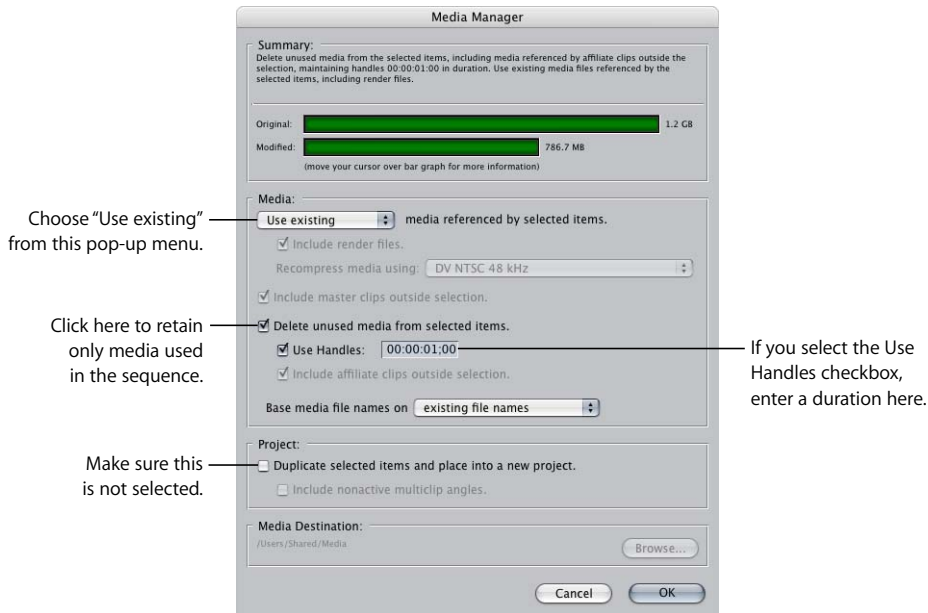 Media Manager
Summary:
Delete unused media from the selected items, including media referenced by affiliate clips outside the
selection, maintaining handles 00:00:01:00 in duration. Use existing media files referenced by the
selected items, including render files.
Original:
1.2 GB
Modified:
786.7 MB
(move your cursor over bar graph for more information)
Media:
Choose “Use existing”
from this pop-up menu.
Use existing
media referenced by selected items.
Include render files.
Recompress media using: DV NTSC 48 kHz
Include master clips outside selection.
Click here to retain
only media used
in the sequence.
Delete unused media from selected items.
Use Handles: 00:00:01;00
If you select the Use
Handles checkbox,
enter a duration here.
Include affiliate clips outside selection.
Base media file names on existing file names
Project:
Make sure this
is not selected.
Duplicate selected items and place into a new project.
Include nonactive multiclip angles.
Media Destination:
/Users/Shared/Media
Browse...
Cancel
OK